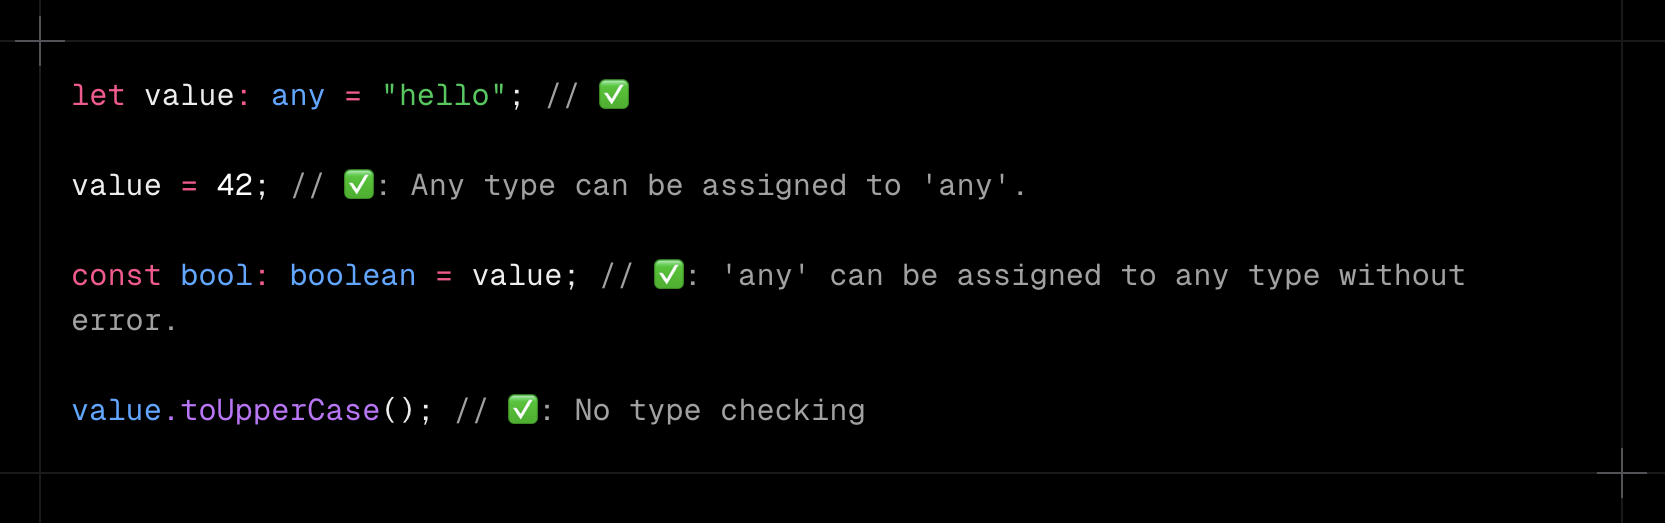 let value: any = "hello"; // ✅
value = 42; // ✅: Any type can be assigned to 'any'.
const bool: boolean = value; // ✅: 'any' can be assigned to any type without
error.
value.toUpperCase(); // ✅: No type checking